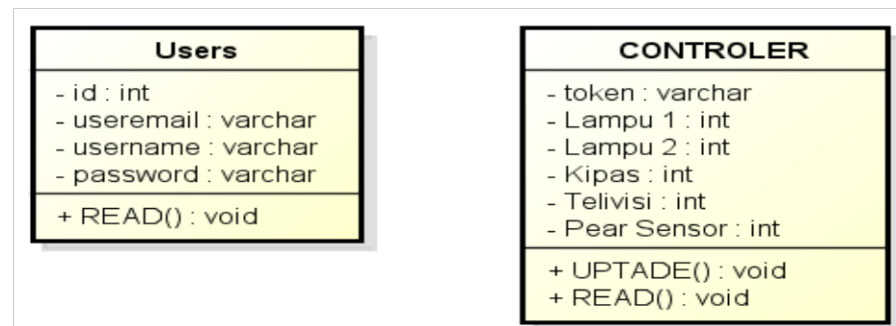 Users
- id : int
- useremail : varchar
- username : varchar
- password : varchar
+ READ() : void
CONTROLER
- token : varchar
- Lampu 1 : int
- Lampu 2 : int
- Kipas : int
- Telivisi : int
- Pear Sensor : int
+ UPTADE() : void
+ READ() : void